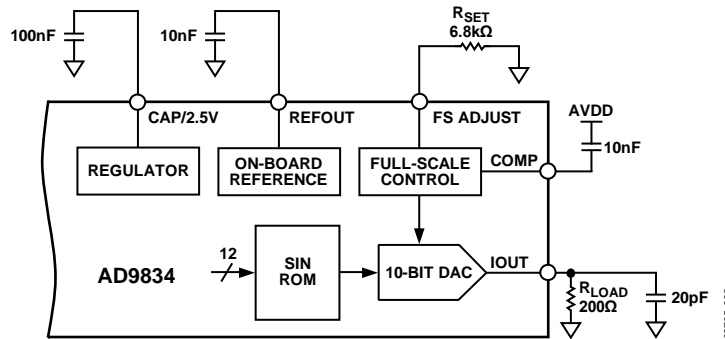 RSET
6.8kΩ
100nF
10nF
CAP/2.5V
REFOUT
FS ADJUST
AVDD
10nF
REGULATOR
ON-BOARD
REFERENCE
FULL-SCALE
CONTROL
COMP
12
AD9834
SIN
ROM
10-BIT DAC
IOUT
RLOAD
200Ω
20pF